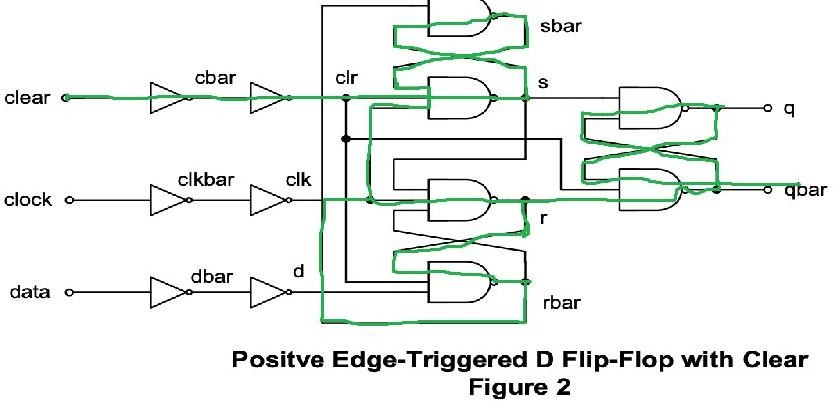 sbar
clear cbar clr s q
clock clkbar clk r qbar
data dbar d rbar
Positve Edge-Triggered D Flip-Flop with Clear
Figure 2